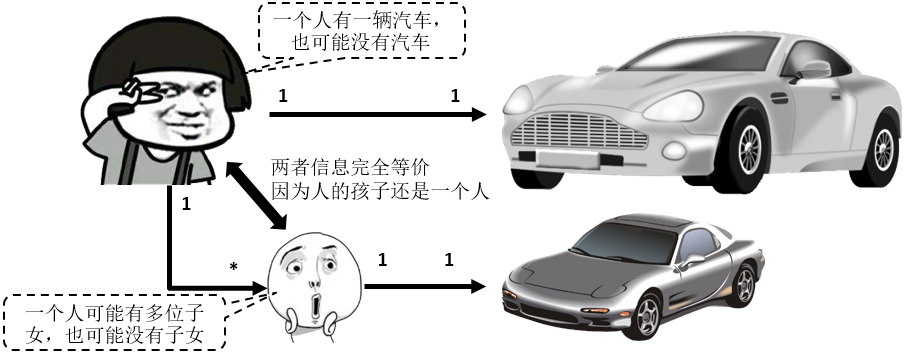 一个人有一辆汽车，
也可能没有汽车
1
1
两者信息完全等价
因为人的孩子还是一个人
1
*
1
1
一个人可能有多位子
女，也可能没有子女